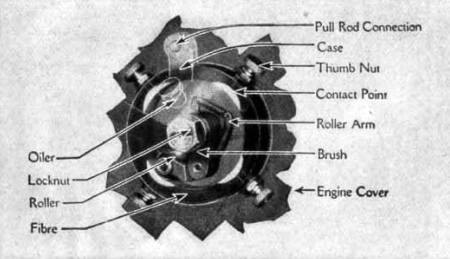 Pull Rod Connection
Case
Thumb Nut
Contact Point
Roller Arm
Oiler
Brush
Locknut
Engine Cover
Roller
Fibre